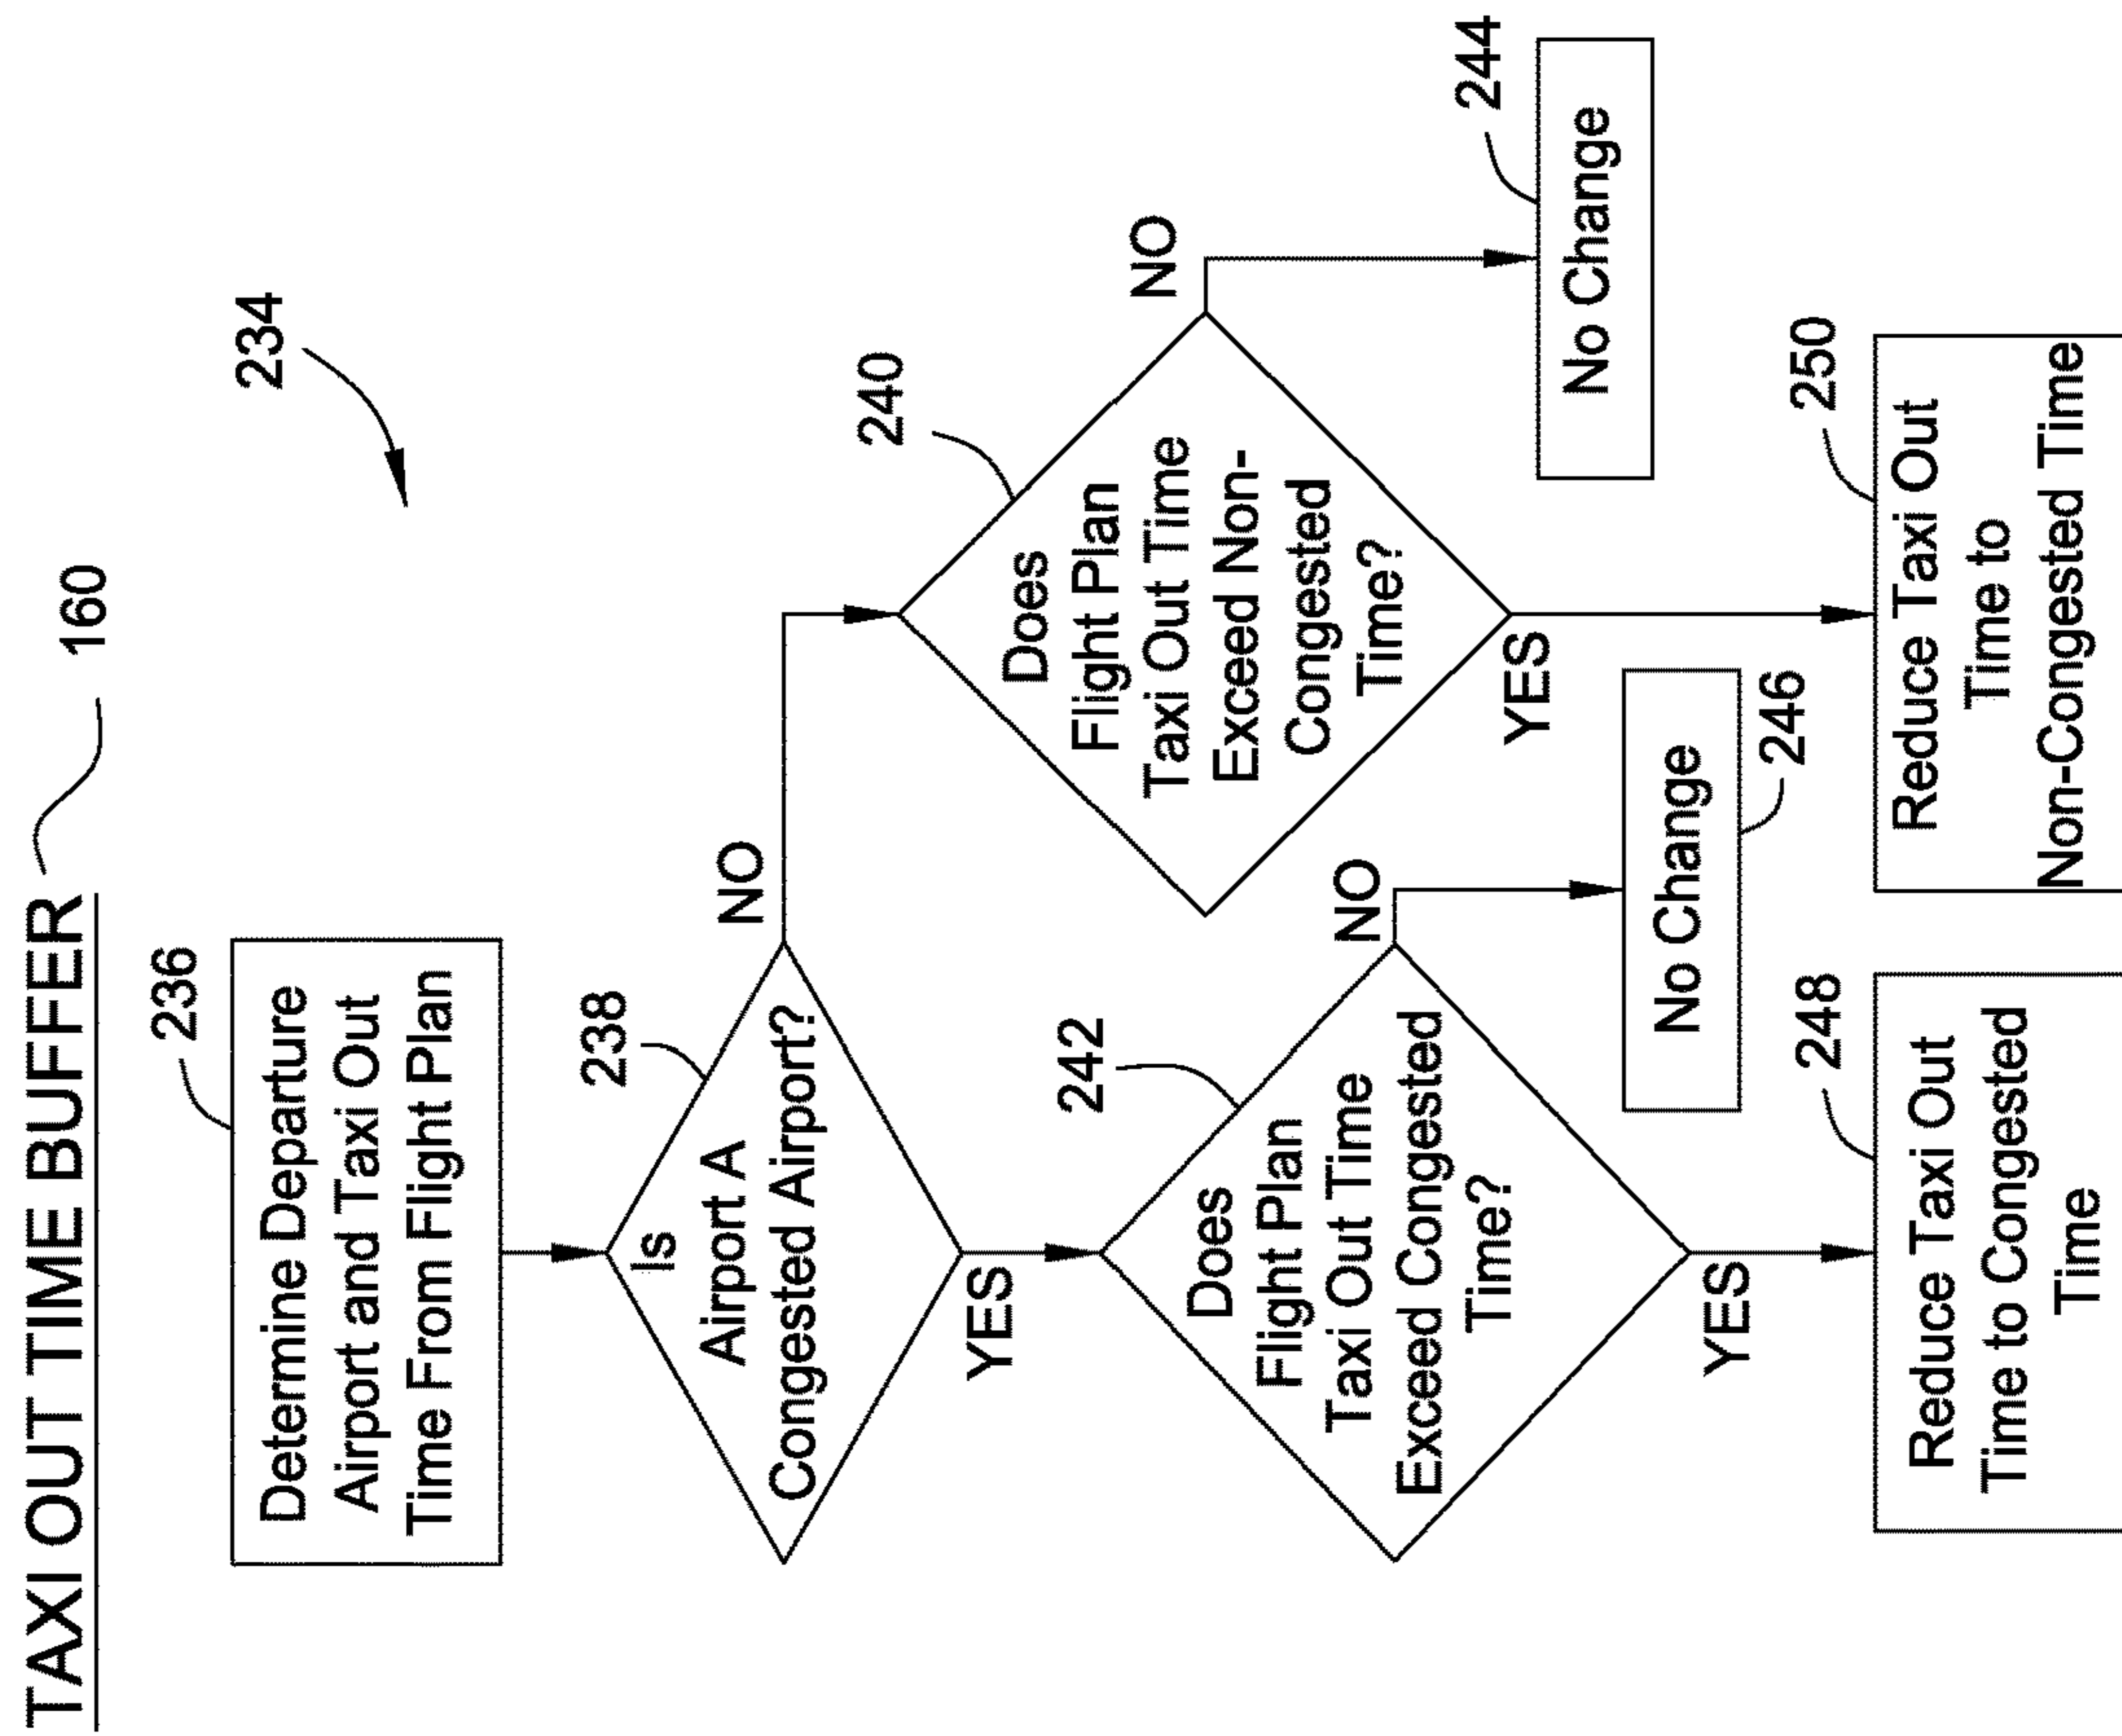 TAXI OUT TIME BUFFER
160
234
236
Determine Departure
Airport and Taxi Out
Time From Flight Plan
238
Is
Airport A
Congested Airport?
NO
YES
240
Does
Flight Plan
Taxi Out Time
Exceed Non-
Congested
Time?
NO
YES
242
Does
Flight Plan
Taxi Out Time
Exceed Congested
Time?
NO
YES
244
No Change
No Change
246
248
Reduce Taxi Out
Time to Congested
Time
250
Reduce Taxi Out
Time to
Non-Congested Time